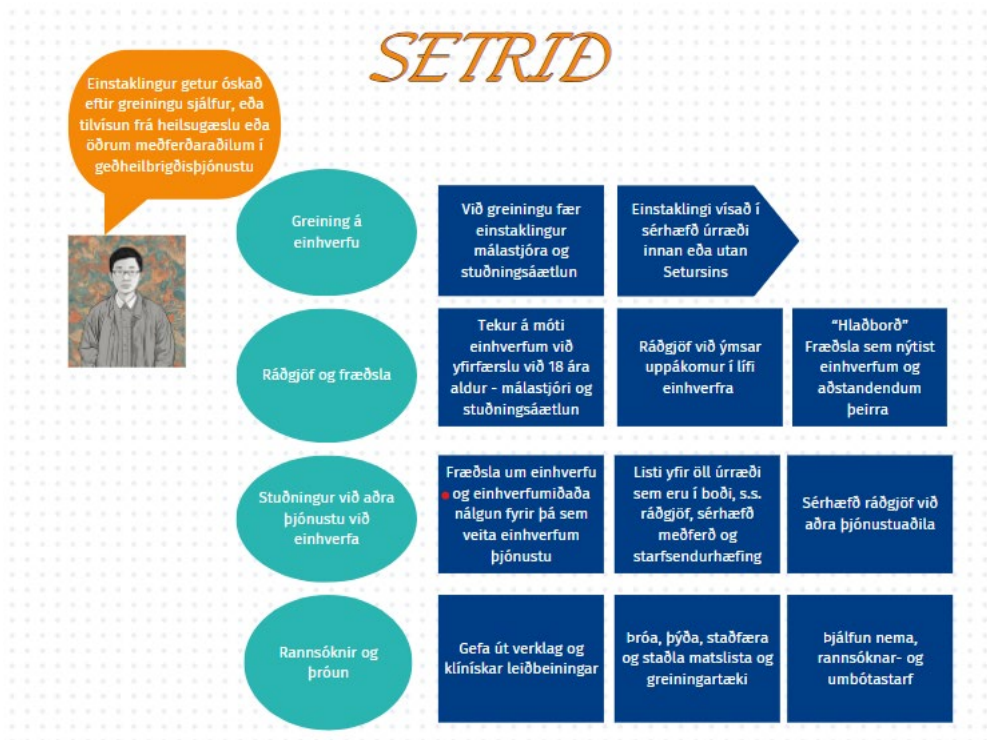 SETRIÐ
Einstaklingur getur óskað
eftir greiningu sjálfur, eða
tilvísun frá heilsugæslu eða
öðrum meðferðaraðilum í
geðheilbrigðisþjónustu
Greining á
einhverfu
Við greiningu fær
einstaklingur
málastjóra og
stuðningsáætlun
Einstaklingi vísað í
sérhæfð úrræði
innan eða utan
Setursins
Ráðgjöf og fræðsla
Tekur á móti
einhverfum við
yfirfærslu við 18 ára
aldur - málastjóri og
stuðningsáætlun
Ráðgjöf við ýmsar
uppákomur í lífi
einhverfra
“Hlaðborð”
Fræðsla sem nýtist
einhverfum og
aðstandendum
þeirra
Stuðningur við aðra
þjónustu við
einhverfa
Fræðsla um einhverfu
og einhverfumiðaða
nálgun fyrir þá sem
veita einhverfum
þjónustu
Listi yfir öll úrræði
sem eru í boði, s.s.
ráðgjöf, sérhæfð
meðferð og
starfsendurhæfing
Sérhæfð ráðgjöf við
aðra þjónustuaðila
Rannsóknir og
þróun
Gefa út verklag og
klínískar leiðbeiningar
Þróa, þýða, staðfæra
og staðla matslista og
greiningartæki
Þjálfun nema,
rannsóknar- og
umbótastarf